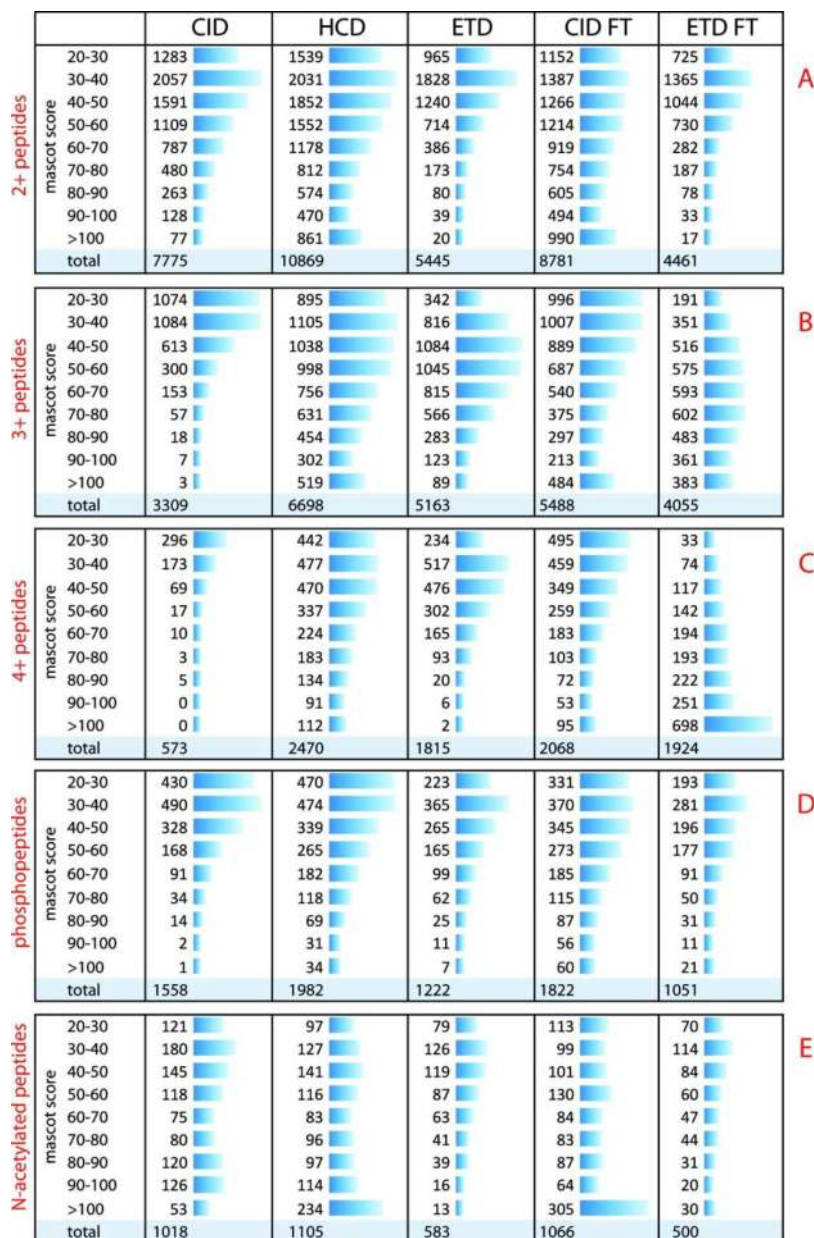 CID HCD ETD CID FT ETD FT
2+ peptides
mascot score
A
20-30 1283 1539 965 1152 725
30-40 2057 2031 1828 1387 1365
40-50 1591 1852 1240 1266 1044
50-60 1109 1552 714 1214 730
60-70 787 1178 386 919 282
70-80 480 812 173 754 187
80-90 263 574 80 605 78
90-100 128 470 39 494 33
>100 77 861 20 990 17
total 7775 10869 5445 8781 4461
3+ peptides
mascot score
B
20-30 1074 895 342 996 191
30-40 1084 1105 816 1007 351
40-50 613 1038 1084 889 516
50-60 300 998 1045 687 575
60-70 153 756 815 540 593
70-80 57 631 566 375 602
80-90 18 454 283 297 483
90-100 7 302 123 213 361
>100 3 519 89 484 383
total 3309 6698 5163 5488 4055
4+ peptides
mascot score
C
20-30 296 442 234 495 33
30-40 173 477 517 459 74
40-50 69 470 476 349 117
50-60 17 337 302 259 142
60-70 10 224 165 183 194
70-80 3 183 93 103 193
80-90 5 134 20 72 222
90-100 0 91 6 53 251
>100 0 112 2 95 698
total 573 2470 1815 2068 1924
phosphopeptides
mascot score
D
20-30 430 470 223 331 193
30-40 490 474 365 370 281
40-50 328 339 265 345 196
50-60 168 265 165 273 177
60-70 91 182 99 185 91
70-80 34 118 62 115 50
80-90 14 69 25 87 31
90-100 2 31 11 56 11
>100 1 34 7 60 21
total 1558 1982 1222 1822 1051
N-acetylated peptides
mascot score
E
20-30 121 97 79 113 70
30-40 180 127 126 99 114
40-50 145 141 119 101 84
50-60 118 116 87 130 60
60-70 75 83 63 84 47
70-80 80 96 41 83 44
80-90 120 97 39 87 31
90-100 126 114 16 64 20
>100 53 234 13 305 30
total 1018 1105 583 1066 500